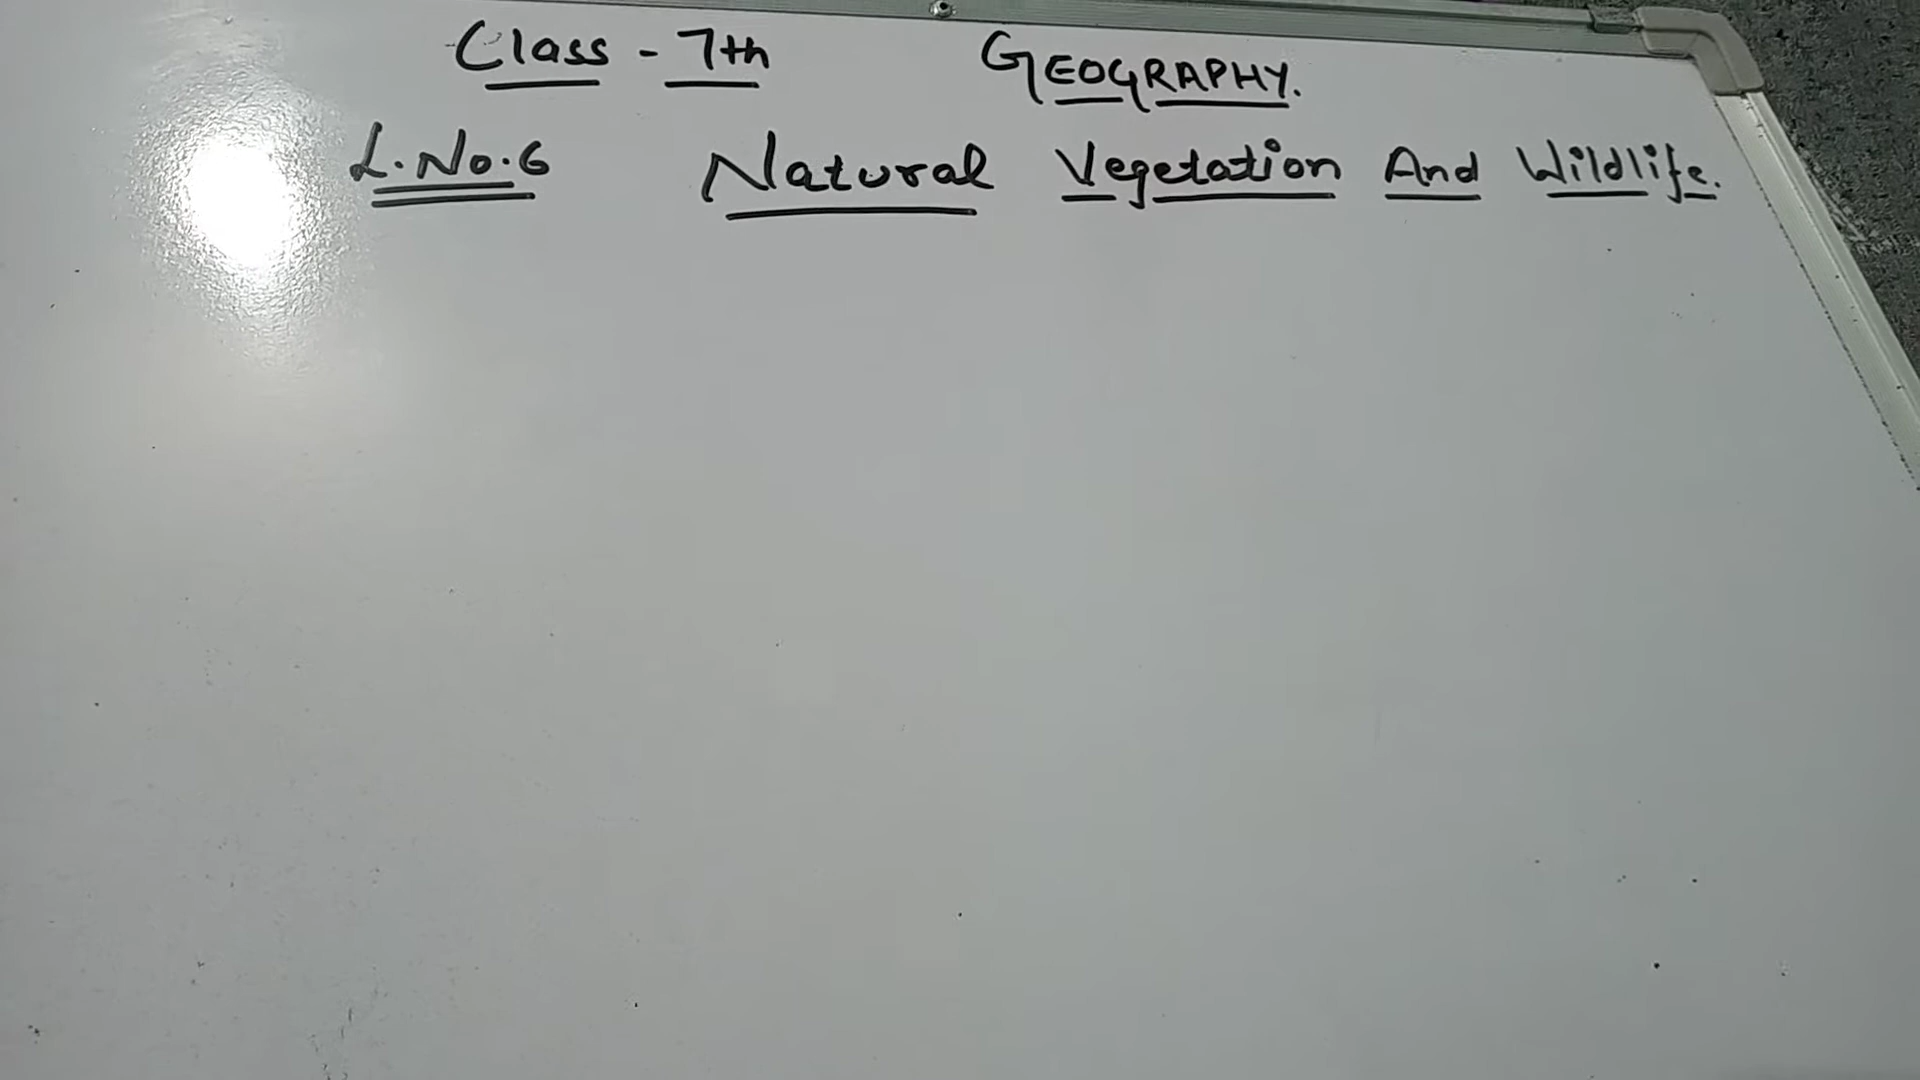 Class - 7th GEOGRAPHY.
L.No.6 Natural Vegetation And Wildlife.